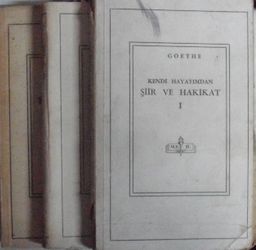 GOETHE
KENDI HAYATIMDAN
ŞİİR VE HAKİKAT
I